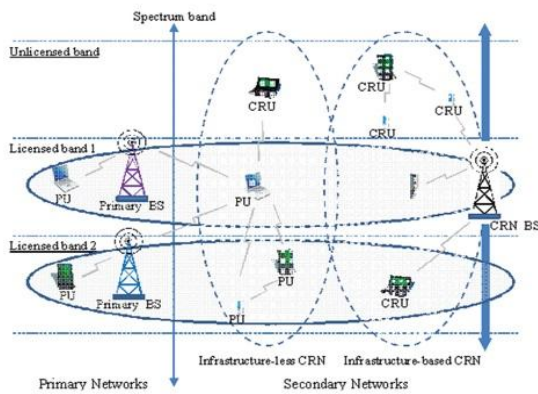 Spectrum band
Unlicensed band
CRU
CRU
CRU
CRU
Licensed band 1
PU
Primary BS
PU
CRN BS
Licensed band 2
PU
Primary BS
PU
PU
CRU
Infrastructure-less CRN
Infrastructure-based CRN
Primary Networks
Secondary Networks